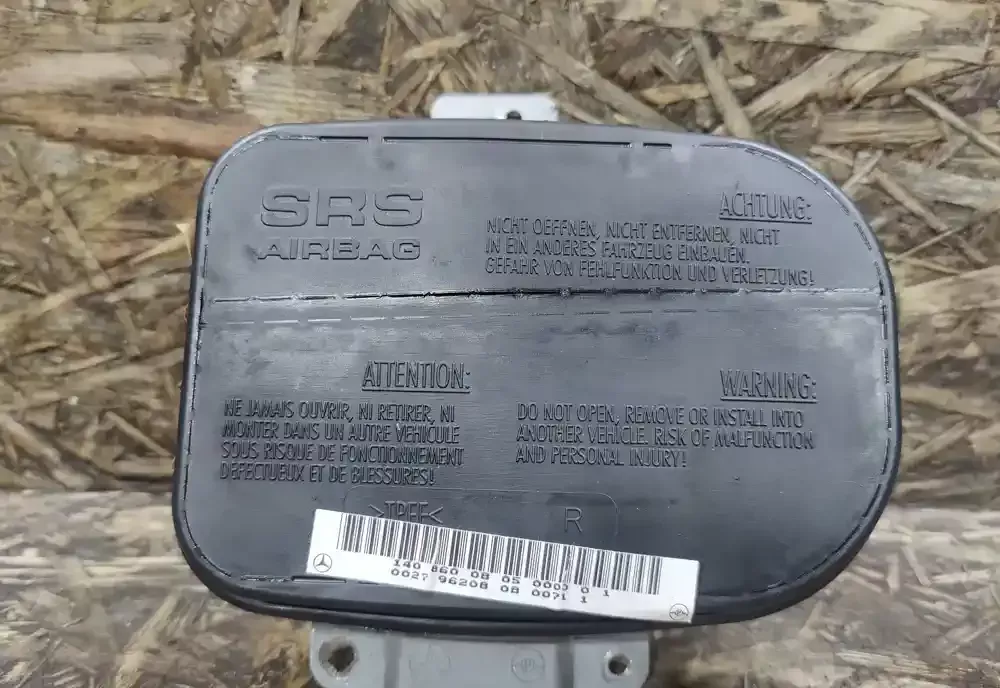 SRS
AIRBAG
ACHTUNG:
NICHT OEFFNEN, NICHT ENTFERNEN, NICHT
IN EIN ANDERES FAHRZEUG EINBAUEN.
GEFAHR VON FEHLFUNKTION UND VERLETZUNG!
ATTENTION:
NE JAMAIS OUVRIR, NI RETIRER, NI
MONTER DANS UN AUTRE VEHICULE
SOUS RISQUE DE FONCTIONNEMENT
DEFECTUEUX ET DE BLESSURES!
WARNING:
DO NOT OPEN, REMOVE OR INSTALL INTO
ANOTHER VEHICLE. RISK OF MALFUNCTION
AND PERSONAL INJURY!
>TPEE<
R
140 860 08 05 0003 0 1
0027 96208 08 0071 1